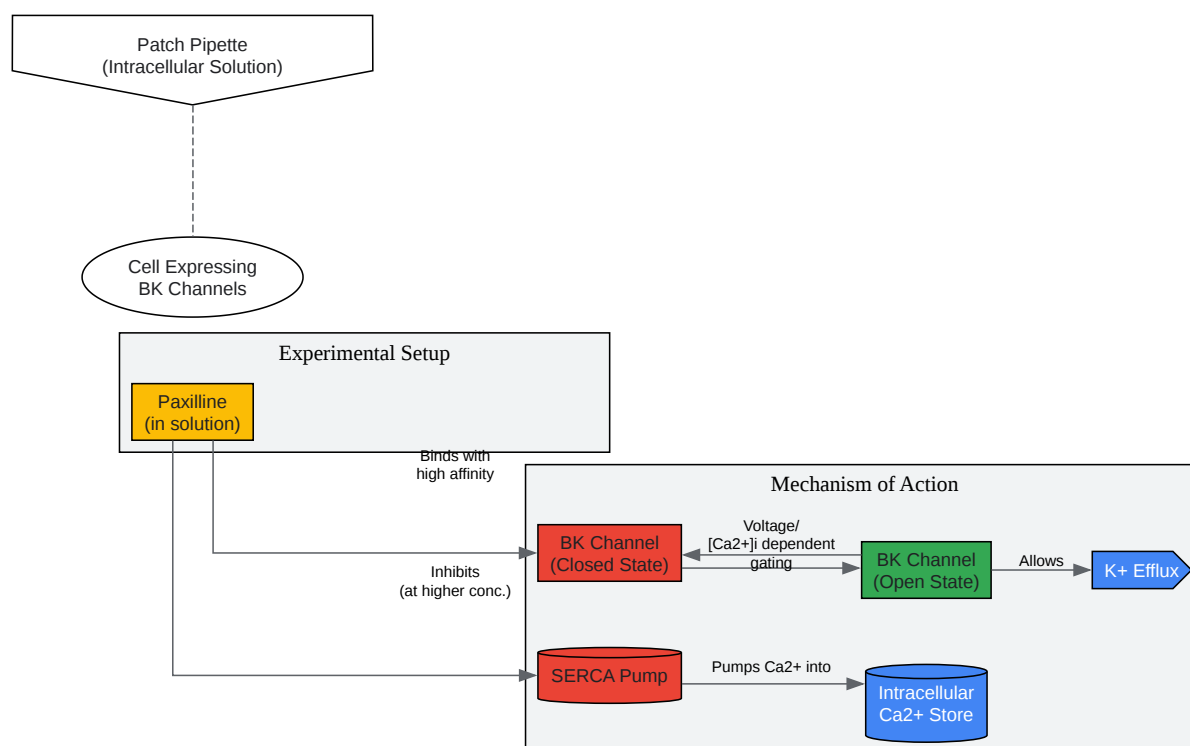 Patch Pipette
(Intracellular Solution)
Cell Expressing
BK Channels
Experimental Setup
Paxilline
(in solution)
Binds with
high affinity
Mechanism of Action
BK Channel
(Closed State)
Voltage/
[Ca2+]i dependent
gating
BK Channel
(Open State)
Allows
K+ Efflux
Inhibits
(at higher conc.)
SERCA Pump
Pumps Ca2+ into
Intracellular
Ca2+ Store